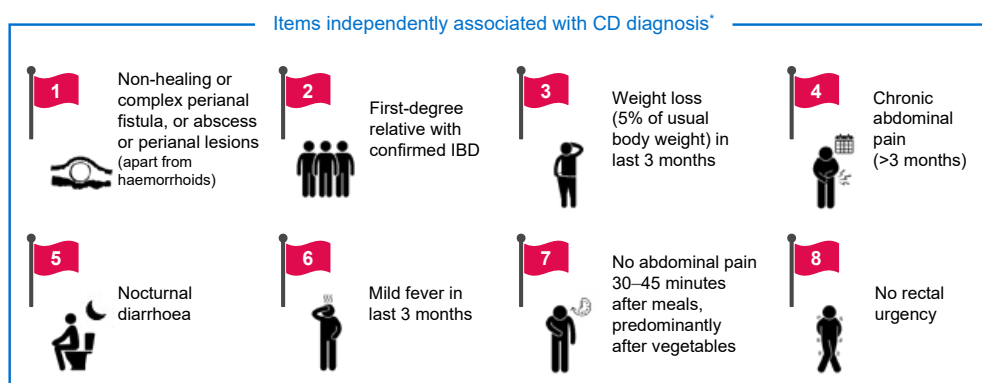 Items independently associated with CD diagnosis*
1
Non-healing or
complex perianal
fistula, or abscess
or perianal lesions
(apart from
haemorrhoids)
2
First-degree
relative with
confirmed IBD
3
Weight loss
(5% of usual
body weight) in
last 3 months
4
Chronic
abdominal
pain
(>3 months)
5
Nocturnal
diarrhoea
6
Mild fever in
last 3 months
7
No abdominal pain
30–45 minutes
after meals,
predominantly
after vegetables
8
No rectal
urgency